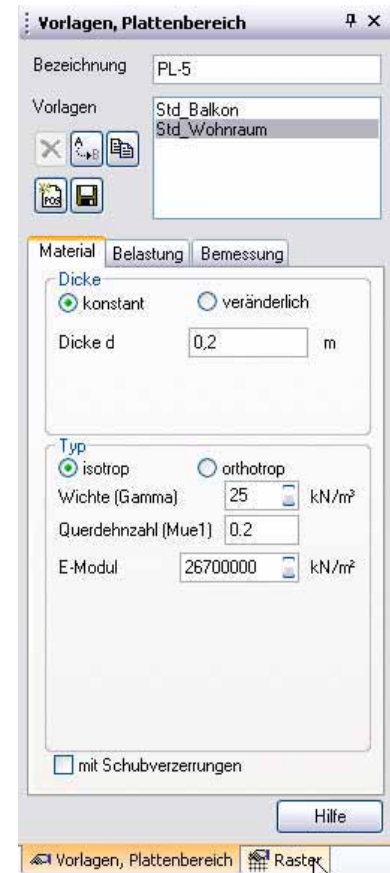 Vorlagen, Plattenbereich
Bezeichnung PL-5
Vorlagen
Std_Balkon
Std_Wohnraum
A B
POS
Material Belastung Bemessung
Dicke
konstant veränderlich
Dicke d 0,2 m
Typ
isotrop orthotrop
Wichte (Gamma) 25 kN/m³
Querdehnzahl (Mue1) 0.2
E-Modul 26700000 kN/m²
mit Schubverzerrungen
Hilfe
Vorlagen, Plattenbereich Raster